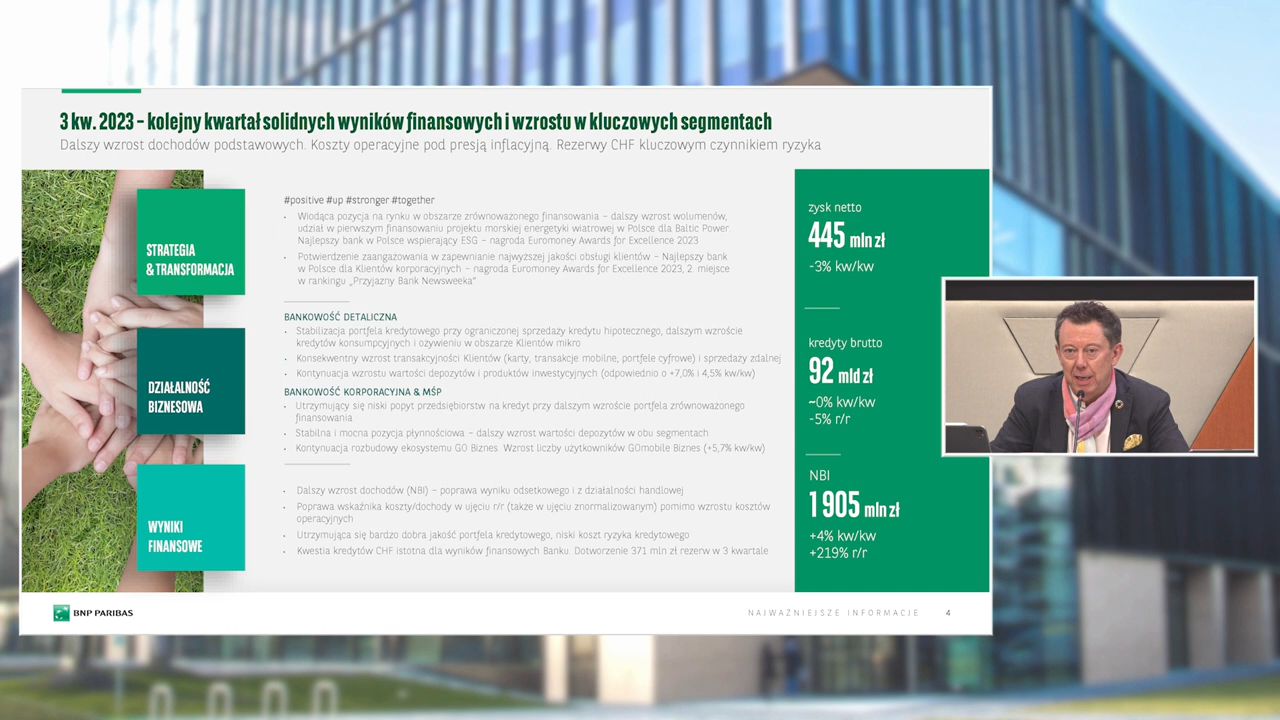 3 kw. 2023 – kolejny kwartał solidnych wyników finansowych i wzrostu w kluczowych segmentach
Dalszy wzrost dochodów podstawowych. Koszty operacyjne pod presją inflacyjną. Rezerwy CHF kluczowym czynnikiem ryzyka
STRATEGIA
& TRANSFORMACJA
#positive #up #stronger #together
• Wiodąca pozycja na rynku w obszarze zrównoważonego finansowania – dalszy wzrost wolumenów,
udział w pierwszym finansowaniu projektu morskiej energetyki wiatrowej w Polsce dla Baltic Power.
Najlepszy bank w Polsce wspierający ESG – nagroda Euromoney Awards for Excellence 2023
• Potwierdzenie zaangażowania w zapewnianie najwyższej jakości obsługi klientów – Najlepszy bank
w Polsce dla Klientów korporacyjnych – nagroda Euromoney Awards for Excellence 2023, 2. miejsce
w rankingu „Przyjazny Bank Newsweeka”
DZIAŁALNOŚĆ
BIZNESOWA
BANKOWOŚĆ DETALICZNA
• Stabilizacja portfela kredytowego przy ograniczonej sprzedaży kredytu hipotecznego, dalszym wzroście
kredytów konsumpcyjnych i ożywieniu w obszarze Klientów mikro
• Konsekwentny wzrost transakcyjności Klientów (karty, transakcje mobilne, portfele cyfrowe) i sprzedaży zdalnej
• Kontynuacja wzrostu wartości depozytów i produktów inwestycyjnych (odpowiednio o +7,0% i 4,5% kw/kw)
BANKOWOŚĆ KORPORACYJNA & MŚP
• Utrzymujący się niski popyt przedsiębiorstw na kredyt przy dalszym wzroście portfela zrównoważonego
finansowania
• Stabilna i mocna pozycja płynnościowa – dalszy wzrost wartości depozytów w obu segmentach
• Kontynuacja rozbudowy ekosystemu GO Biznes. Wzrost liczby użytkowników GOmobile Biznes (+5,7% kw/kw)
WYNIKI
FINANSOWE
• Dalszy wzrost dochodów (NBI) – poprawa wyniku odsetkowego i z działalności handlowej
• Poprawa wskaźnika koszty/dochody w ujęciu r/r (także w ujęciu znormalizowanym) pomimo wzrostu kosztów
operacyjnych
• Utrzymująca się bardzo dobra jakość portfela kredytowego, niski koszt ryzyka kredytowego
• Kwestia kredytów CHF istotna dla wyników finansowych Banku. Dotworzenie 371 mln zł rezerw w 3 kwartale
zysk netto
445 mln zł
-3% kw/kw
kredyty brutto
92 mld zł
~0% kw/kw
-5% r/r
NBI
1 905 mln zł
+4% kw/kw
+219% r/r
BNP PARIBAS
NAJWAŻNIEJSZE INFORMACJE 4